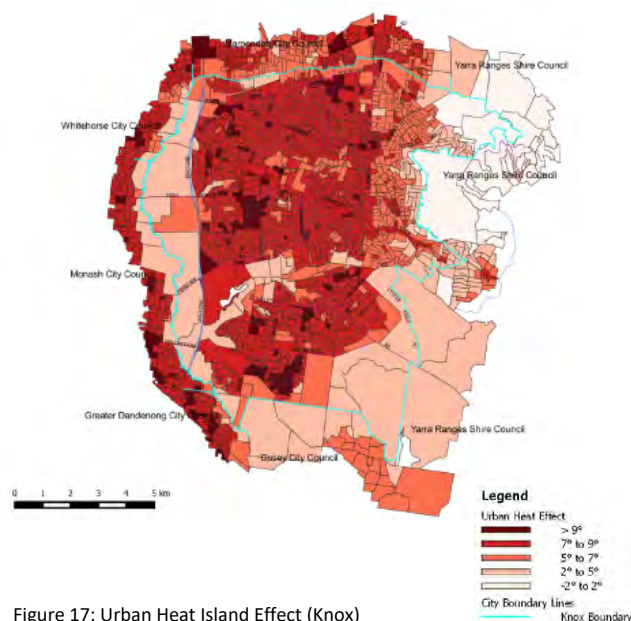 Yarra Ranges Shire Council
Whitehorse City Council
Yarra Ranges Shire Council
Monash City Council
Greater Dandenong City
Yarra Ranges Shire Council
Casey City Council
0 1 2 3 4 5 km
Legend
Urban Heat Effect
> 9°
7° to 9°
5° to 7°
2° to 5°
-2° to 2°
City Boundary Lines
Knox Boundary
Figure 17: Urban Heat Island Effect (Knox)